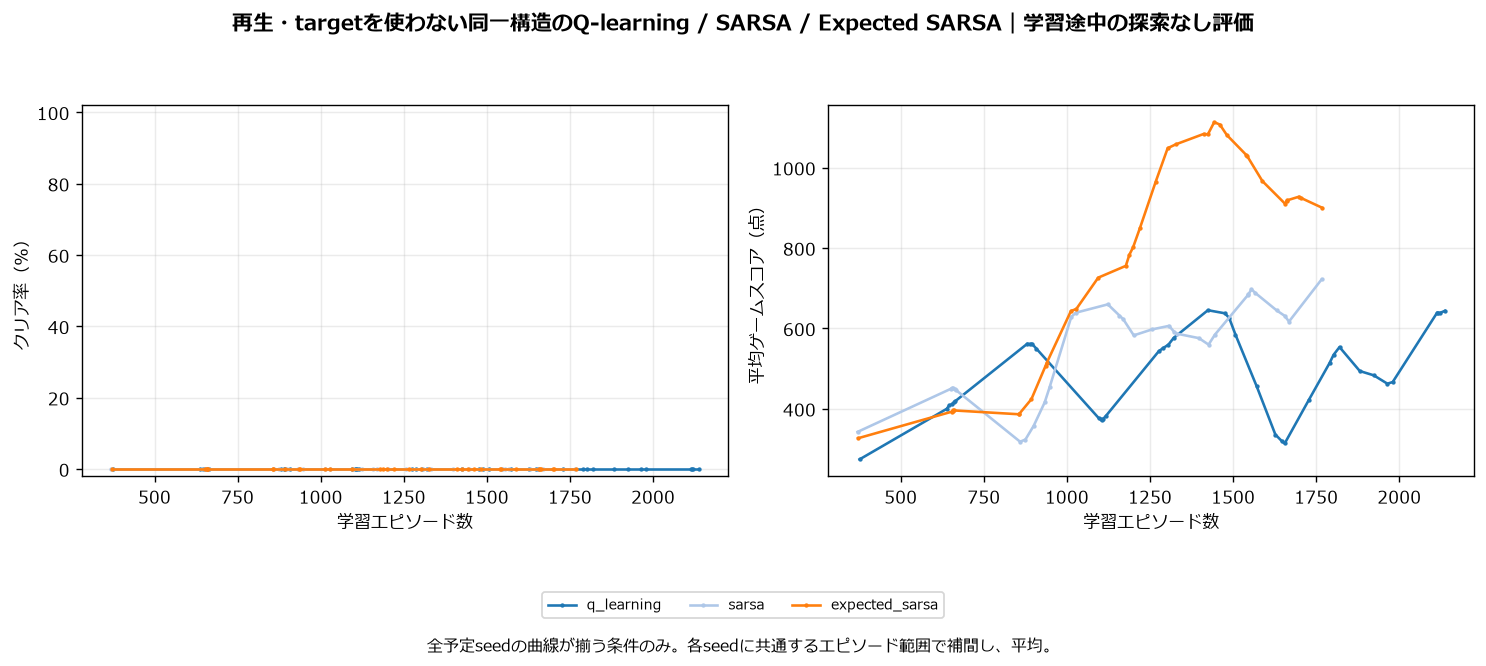 再生・targetを使わない同一構造のQ-learning / SARSA / Expected SARSA｜学習途中の探索なし評価
クリア率（%）
100
80
60
40
20
0
500
750
1000
1250
1500
1750
2000
学習エピソード数
平均ゲームスコア（点）
1000
800
600
400
500
750
1000
1250
1500
1750
2000
学習エピソード数
q_learning
sarsa
expected_sarsa
全予定seedの曲線が揃う条件のみ。各seedに共通するエピソード範囲で補間し、平均。